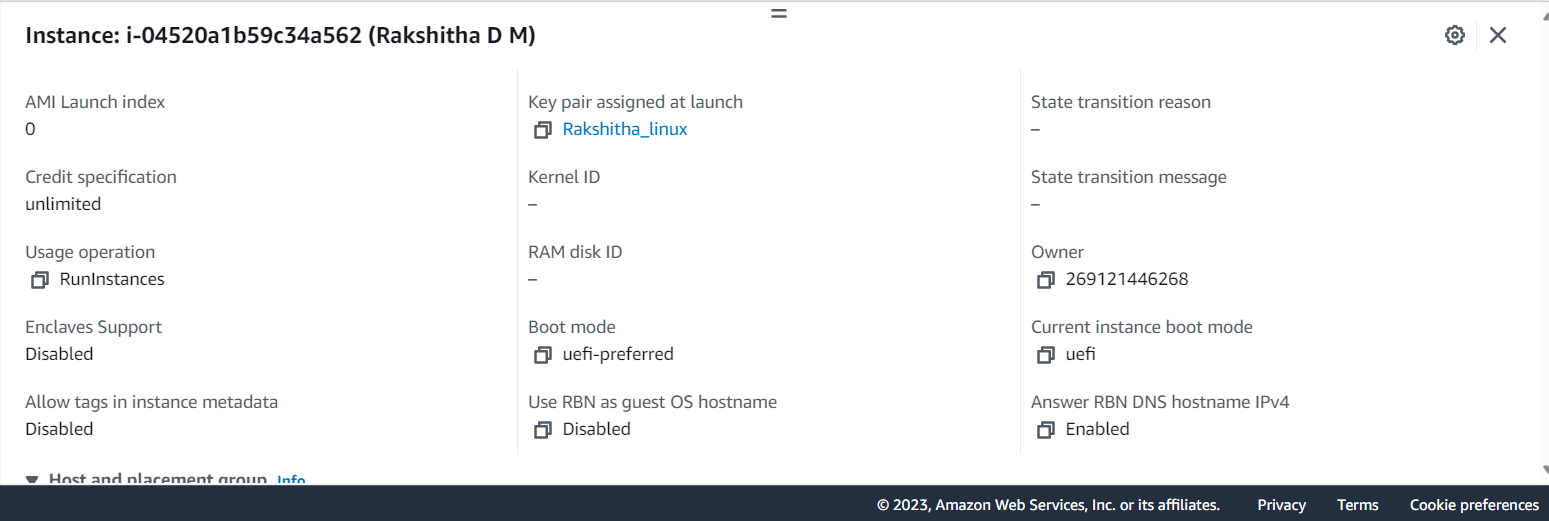 Instance: i-04520a1b59c34a562 (Rakshitha D M)
AMI Launch index
0
Key pair assigned at launch
Rakshitha_linux
State transition reason
–
Credit specification
unlimited
Kernel ID
–
State transition message
–
Usage operation
RunInstances
RAM disk ID
–
Owner
269121446268
Enclaves Support
Disabled
Boot mode
uefi-preferred
Current instance boot mode
uefi
Allow tags in instance metadata
Disabled
Use RBN as guest OS hostname
Disabled
Answer RBN DNS hostname IPv4
Enabled
Host and placement group Info
© 2023, Amazon Web Services, Inc. or its affiliates. Privacy Terms Cookie preferences